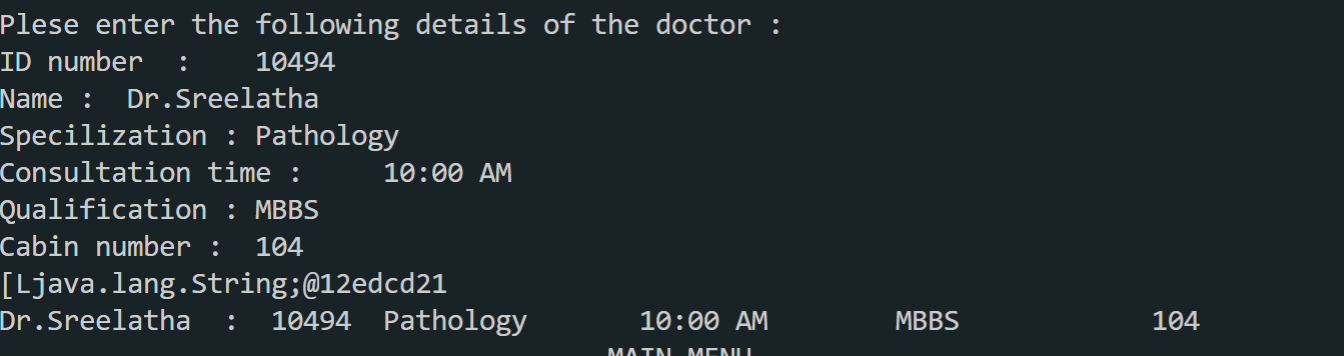 Plese enter the following details of the doctor :
ID number  :    10494
Name :  Dr.Sreelatha
Specilization : Pathology
Consultation time :     10:00 AM
Qualification : MBBS
Cabin number :  104
[Ljava.lang.String;@12edcd21
Dr.Sreelatha  :  10494  Pathology       10:00 AM        MBBS            104
MAIN MENU